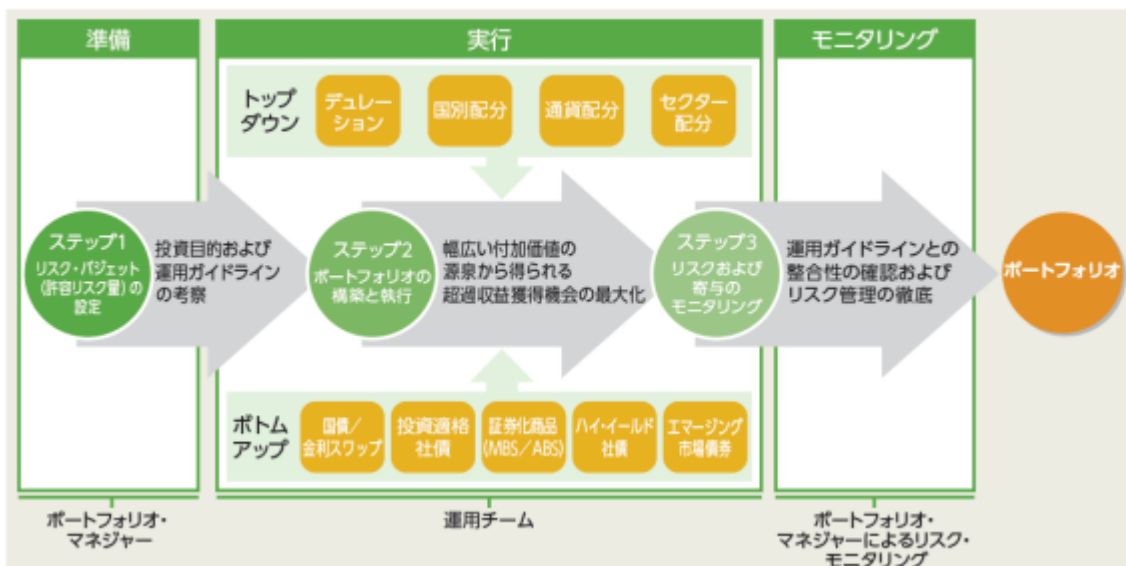 準備
実行
モニタリング
トップ
ダウン
デュレー
ション
国別配分
通貨配分
セクター
配分
ステップ1
リスク・バジェット
(許容リスク量)の
設定
投資目的および
運用ガイドライン
の考察
ステップ2
ポートフォリオの
構築と執行
幅広い付加価値の
源泉から得られる
超過収益獲得機会の最大化
ステップ3
リスクおよび
寄与の
モニタリング
運用ガイドラインとの
整合性の確認および
リスク管理の徹底
ポートフォリオ
ボトム
アップ
国債/
金利スワップ
投資適格
社債
証券化商品
(MBS/ABS)
ハイ・イールド
社債
エマージング
市場債券
ポートフォリオ・
マネジャー
運用チーム
ポートフォリオ・
マネジャーによるリスク・
モニタリング